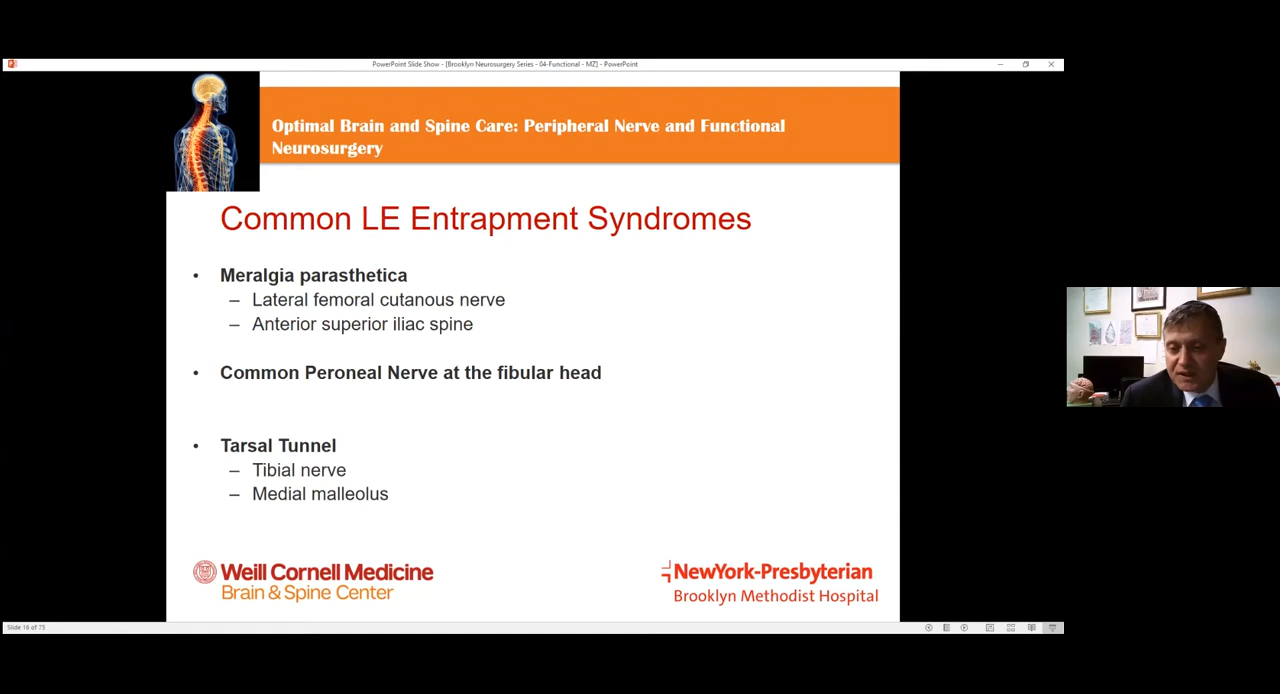 PowerPoint Slide Show - [Brooklyn Neurosurgery Series - 04-Functional - MZ] - PowerPoint
Optimal Brain and Spine Care: Peripheral Nerve and Functional
Neurosurgery
Common LE Entrapment Syndromes
• Meralgia parasthetica
– Lateral femoral cutanous nerve
– Anterior superior iliac spine
• Common Peroneal Nerve at the fibular head
• Tarsal Tunnel
– Tibial nerve
– Medial malleolus
Weill Cornell Medicine
Brain & Spine Center
NewYork-Presbyterian
Brooklyn Methodist Hospital
Slide 16 of 75